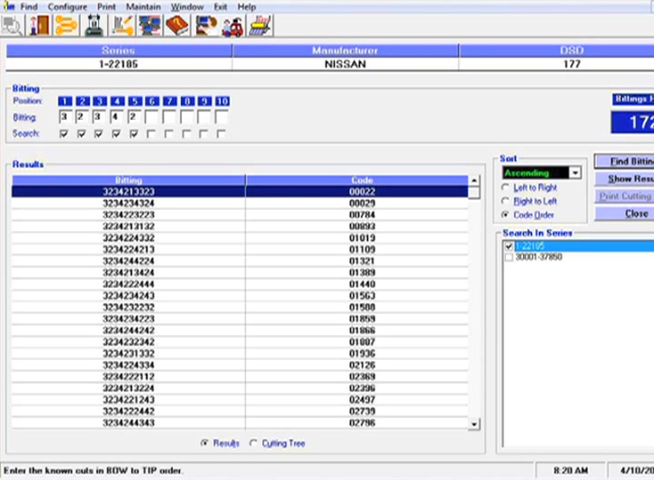 Find Configure Print Maintain Window Exit Help
Series Manufacturer DSD
1-22185 NISSAN 177
Bitting
Position: 1 2 3 4 5 6 7 8 9 10
Bitting: 3 2 3 4 2
Search:
Bittings
172
Results
Bitting Code
3234213323 00022
3234234324 00029
3234223223 00784
3234213132 00893
3234224332 01019
3234224213 01109
3234244224 01321
3234213424 01389
3234222444 01440
3234234243 01563
3234232232 01588
3234234223 01859
3234244242 01866
3234232342
3234231332 01936
3234224334 02126
3234222112 02369
3234213224 02396
3234221243 02497
3234222442 02739
3234244343 02796
Sort
Ascending
Left to Right
Right to Left
Code Order
Find Bitting
Show Resu
Print Cutting
Close
Search In Series
1-22185
30001-37850
Results Cutting Tree
Enter the known cuts in BOW to TIP order. 8:20 AM 4/10/20